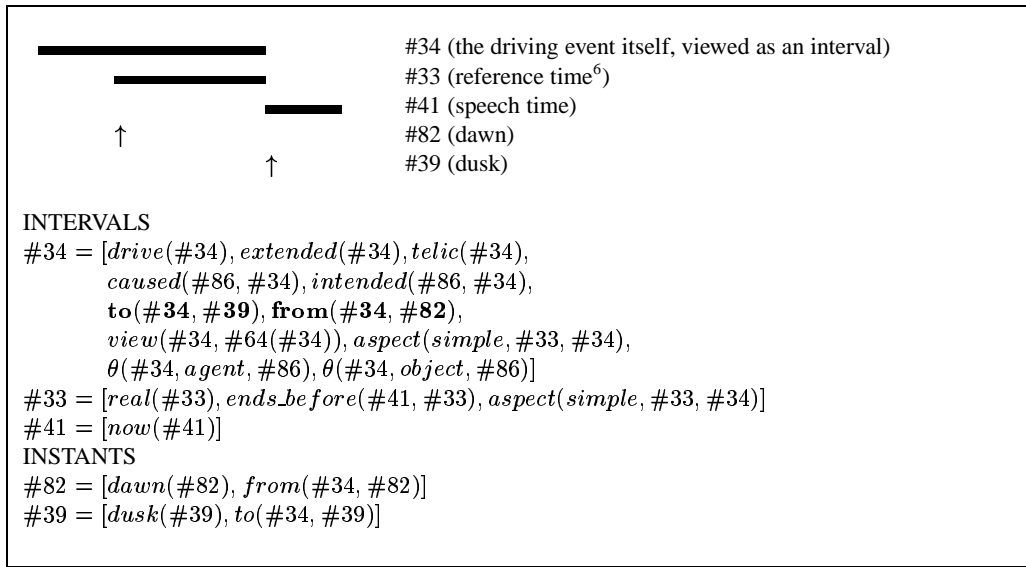 #34 (the driving event itself, viewed as an interval)
#33 (reference time⁶)
#41 (speech time)
↑ #82 (dawn)
↑ #39 (dusk)
INTERVALS
#34 = [drive(#34), extended(#34), telic(#34),
caused(#86, #34), intended(#86, #34),
to(#34, #39), from(#34, #82),
view(#34, #64(#34)), aspect(simple, #33, #34),
θ(#34, agent, #86), θ(#34, object, #86)]
#33 = [real(#33), ends_before(#41, #33), aspect(simple, #33, #34)]
#41 = [now(#41)]
INSTANTS
#82 = [dawn(#82), from(#34, #82)]
#39 = [dusk(#39), to(#34, #39)]